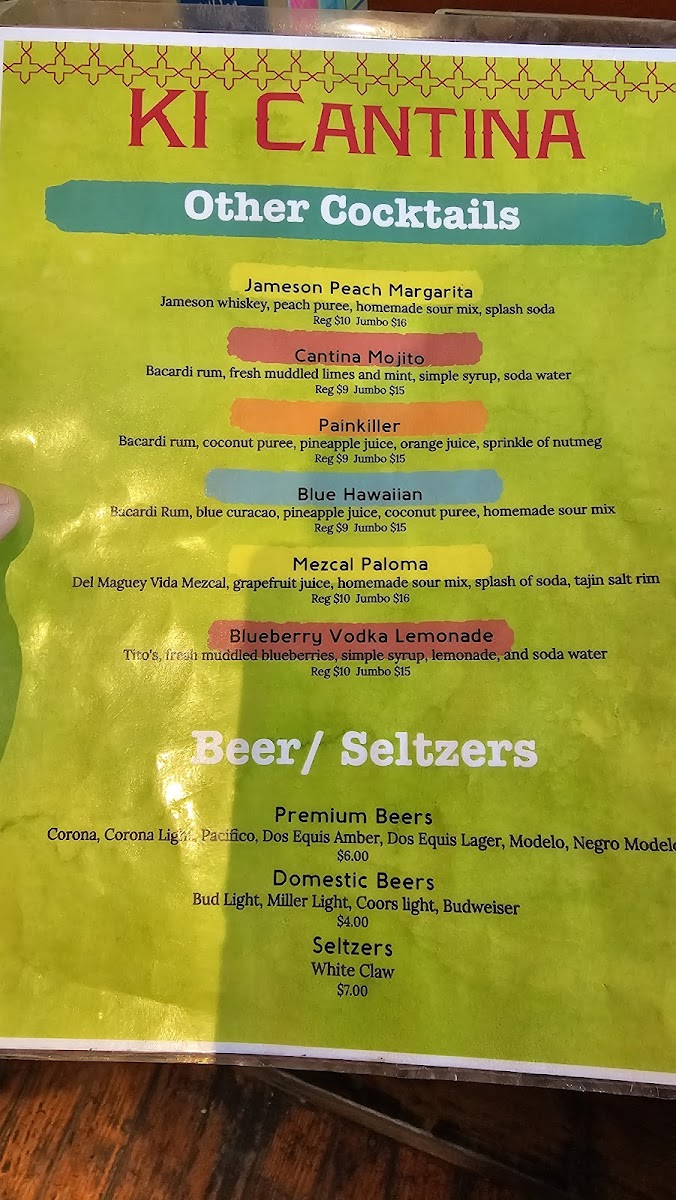 KI CANTINA
Other Cocktails
Jameson Peach Margarita
Jameson whiskey, peach puree, homemade sour mix, splash soda
Reg $10 Jumbo $16
Cantina Mojito
Bacardi rum, fresh muddled limes and mint, simple syrup, soda water
Reg $9 Jumbo $15
Painkiller
Bacardi rum, coconut puree, pineapple juice, orange juice, sprinkle of nutmeg
Reg $9 Jumbo $15
Blue Hawaiian
Bacardi Rum, blue curacao, pineapple juice, coconut puree, homemade sour mix
Reg $9 Jumbo $15
Mezcal Paloma
Del Maguey Vida Mezcal, grapefruit juice, homemade sour mix, splash of soda, tajin salt rim
Reg $10 Jumbo $16
Blueberry Vodka Lemonade
Tito's, fresh muddled blueberries, simple syrup, lemonade, and soda water
Reg $10 Jumbo $15
Beer/ Seltzers
Premium Beers
Corona, Corona Light, Pacifico, Dos Equis Amber, Dos Equis Lager, Modelo, Negro Modelo
$6.00
Domestic Beers
Bud Light, Miller Light, Coors light, Budweiser
$4.00
Seltzers
White Claw
$7.00